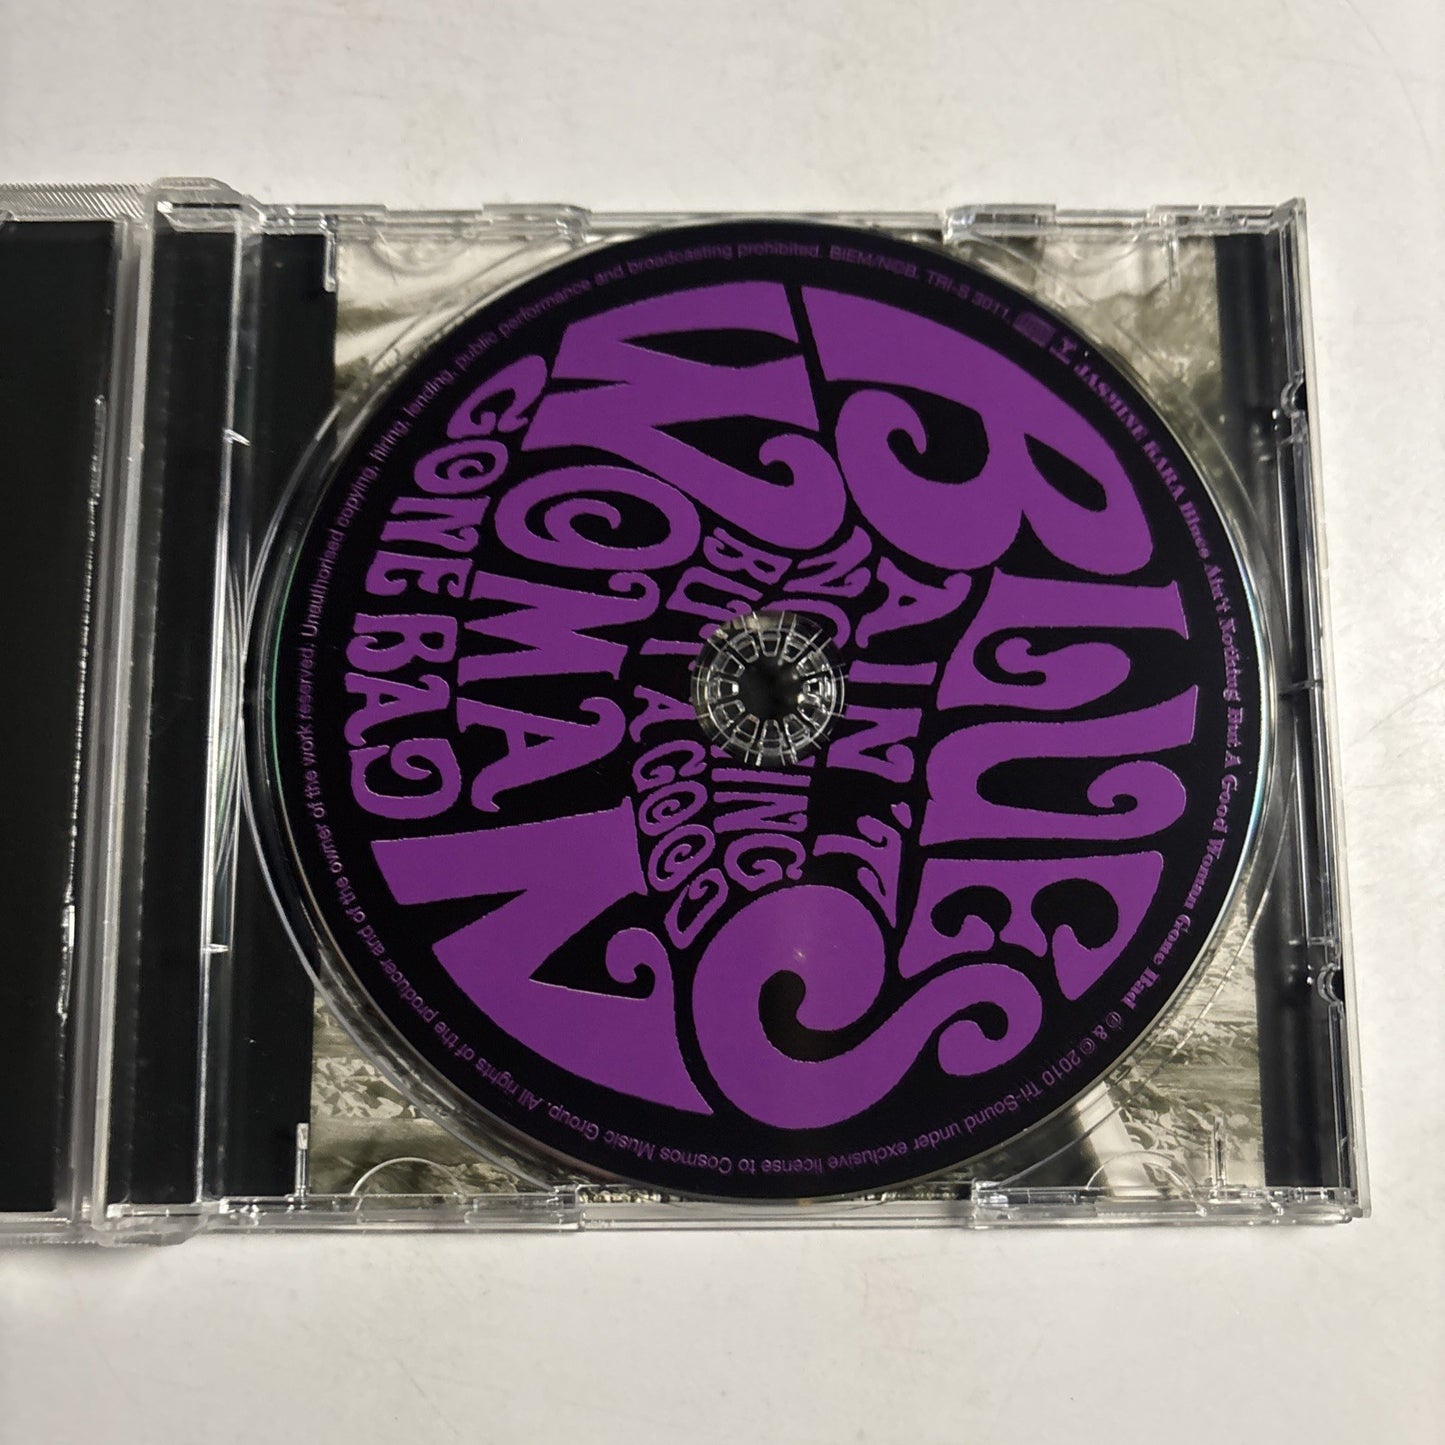 BLUES
AIN'T
NOTHING
BUT A GOOD
WOMAN
GONE BAD
JASMINE KARA Blues Ain't Nothing But A Good Woman Gone Bad
℗ & © 2010 Tri-Sound under exclusive license to Cosmos Music Group. All rights of the producer and of the owner of the work reserved. Unauthorised copying, hiring, lending, public performance and broadcasting prohibited. BIEM/NCB. TRI-S 3011.